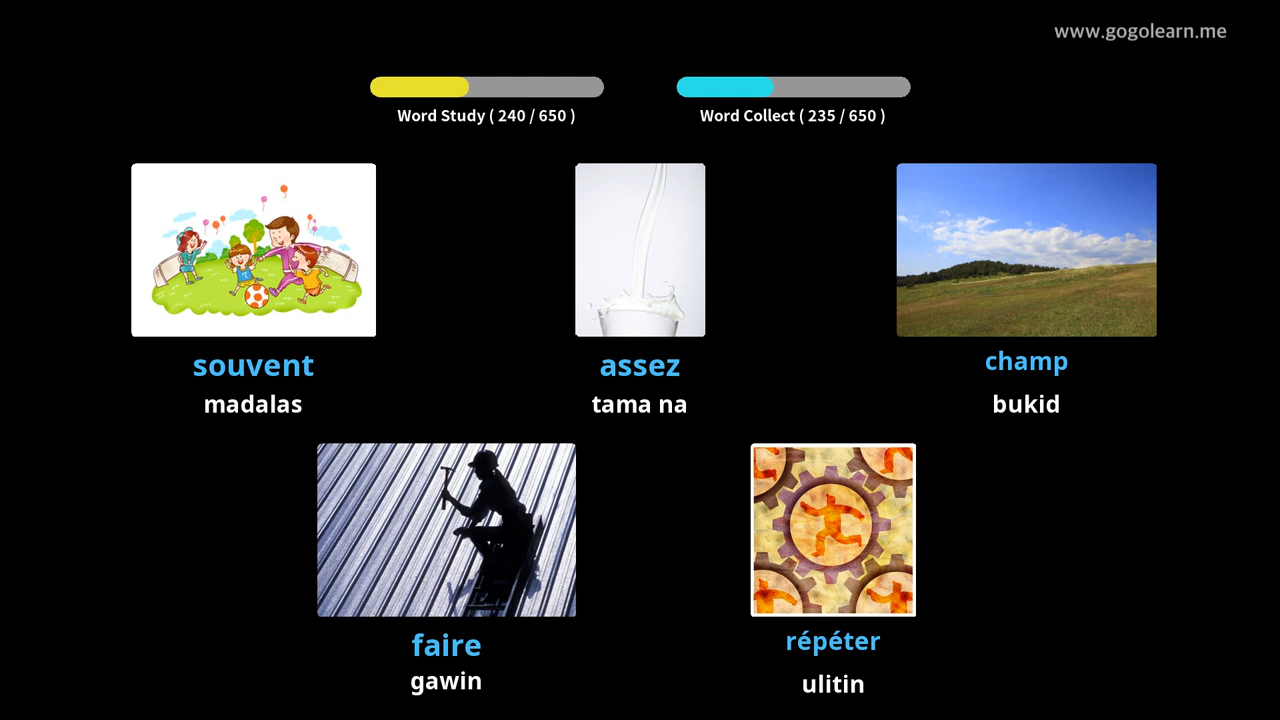 www.gogolearn.me
Word Study ( 240 / 650 )
Word Collect ( 235 / 650 )
souvent
madalas
assez
tama na
champ
bukid
faire
gawin
répéter
ulitin